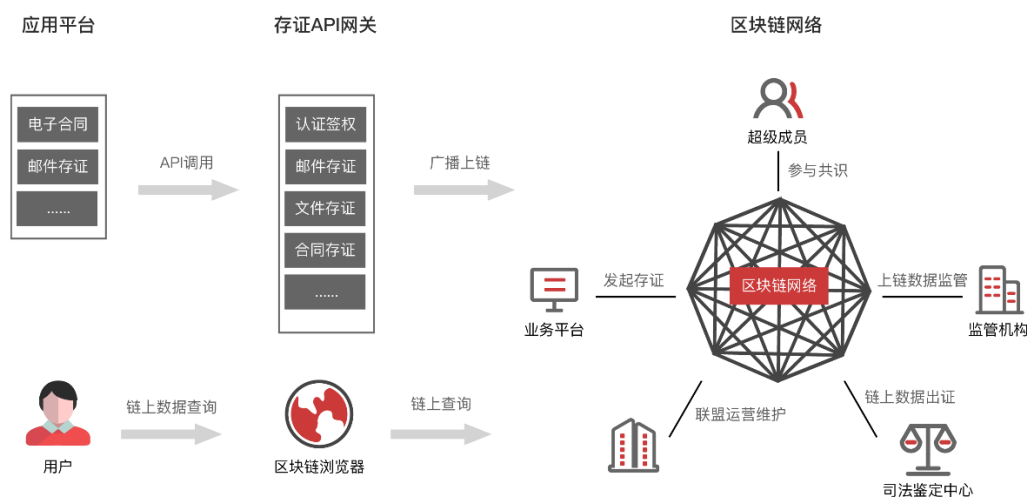 应用平台
存证API网关
区块链网络
电子合同
邮件存证
......
API调用
认证签权
邮件存证
文件存证
合同存证
......
广播上链
超级成员
参与共识
发起存证
业务平台
区块链网络
上链数据监管
监管机构
联盟运营维护
链上数据出证
司法鉴定中心
链上数据查询
用户
区块链浏览器
链上查询